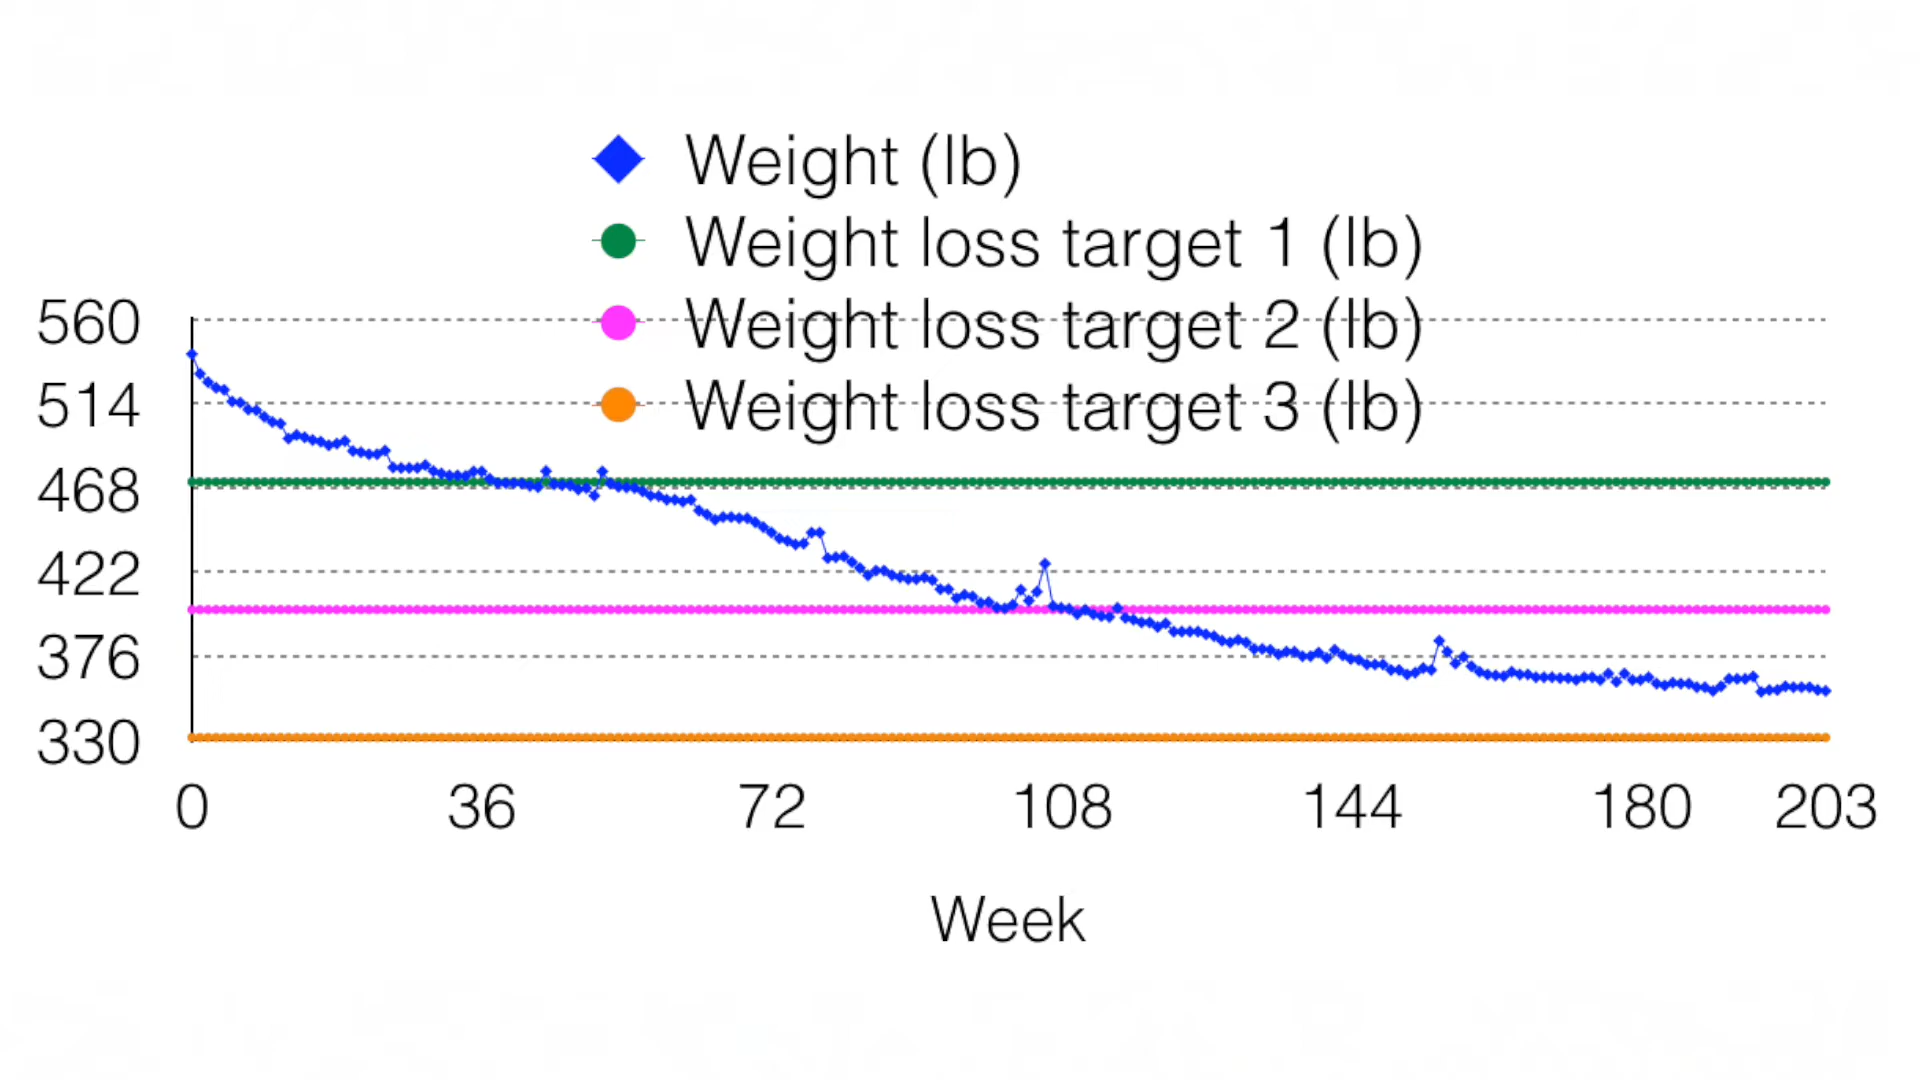 Weight (lb)
Weight loss target 1 (lb)
Weight loss target 2 (lb)
Weight loss target 3 (lb)
560
514
468
422
376
330
0 36 72 108 144 180 203
Week